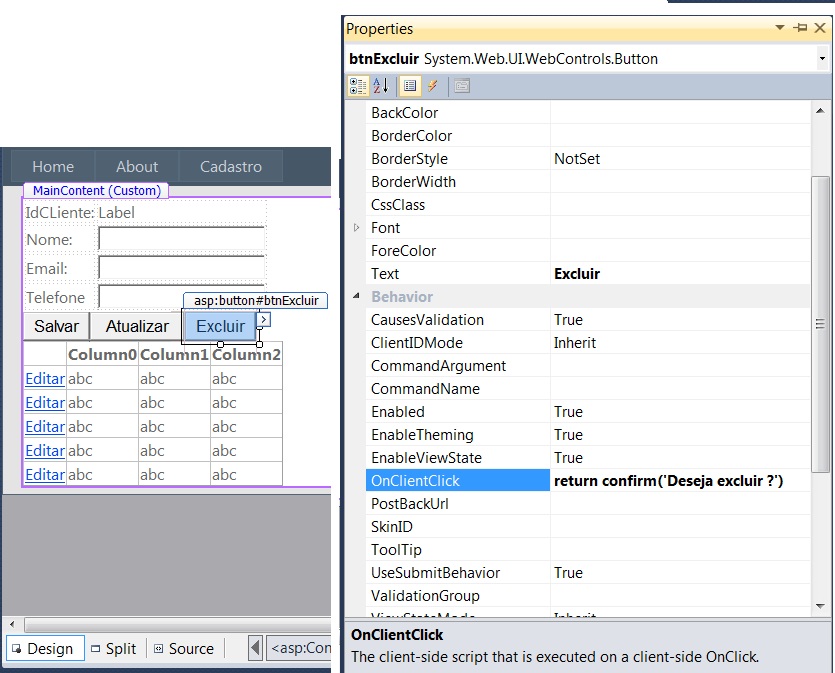 Home About Cadastro
MainContent (Custom)
IdCLiente: Label
Nome:
Email:
Telefone
asp:button#btnExcluir
Salvar Atualizar Excluir
Column0 Column1 Column2
Editar abc abc abc
Editar abc abc abc
Editar abc abc abc
Editar abc abc abc
Editar abc abc abc
Design Split Source <asp:Con
Properties
btnExcluir System.Web.UI.WebControls.Button
BackColor
BorderColor
BorderStyle NotSet
BorderWidth
CssClass
Font
ForeColor
Text Excluir
Behavior
CausesValidation True
ClientIDMode Inherit
CommandArgument
CommandName
Enabled True
EnableTheming True
EnableViewState True
OnClientClick return confirm('Deseja excluir ?')
PostBackUrl
SkinID
ToolTip
UseSubmitBehavior True
ValidationGroup
ViewStateMode Inherit
OnClientClick
The client-side script that is executed on a client-side OnClick.